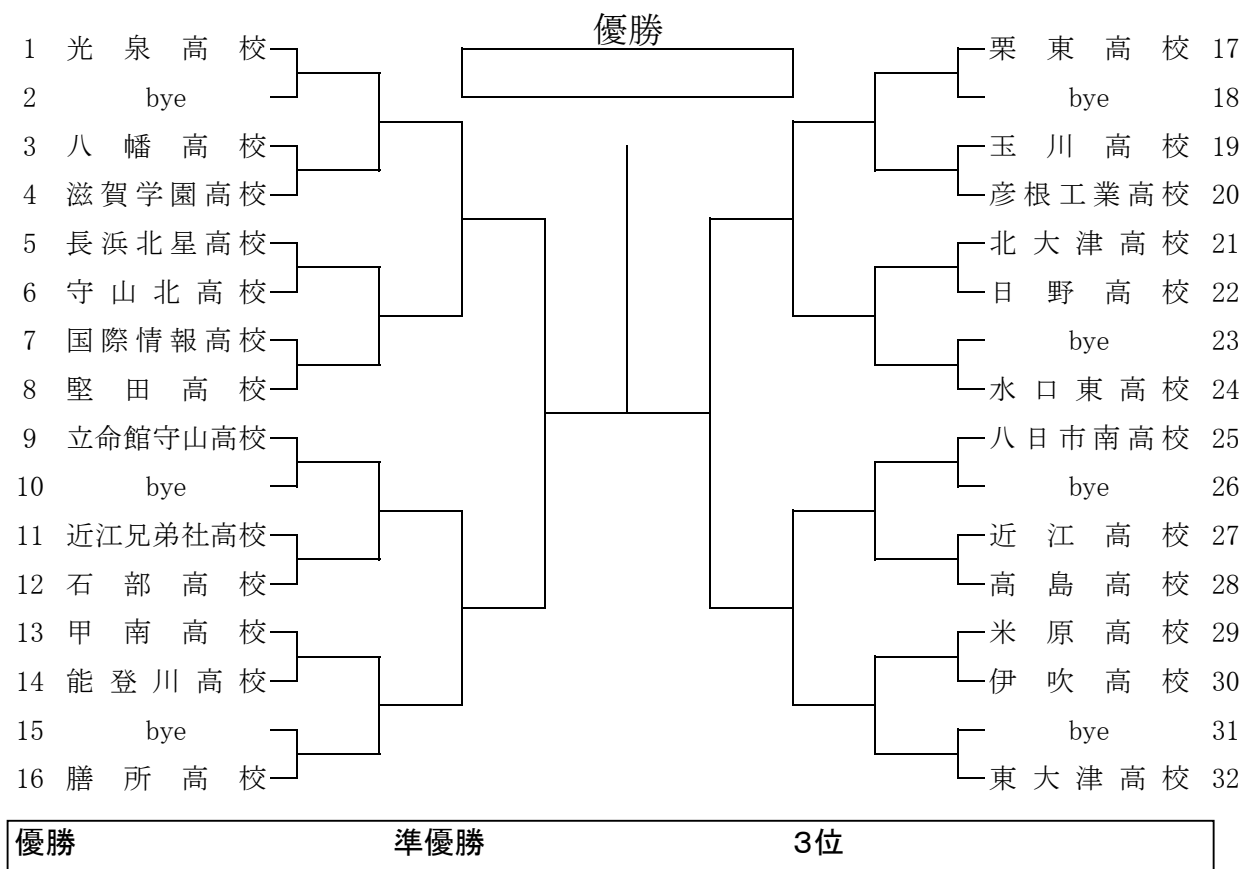 優勝
1 光泉高校 栗東高校 17
2 bye bye 18
3 八幡高校 玉川高校 19
4 滋賀学園高校 彦根工業高校 20
5 長浜北星高校 北大津高校 21
6 守山北高校 日野高校 22
7 国際情報高校 bye 23
8 堅田高校 水口東高校 24
9 立命館守山高校 八日市南高校 25
10 bye bye 26
11 近江兄弟社高校 近江高校 27
12 石部高校 高島高校 28
13 甲南高校 米原高校 29
14 能登川高校 伊吹高校 30
15 bye bye 31
16 膳所高校 東大津高校 32
優勝 準優勝 3位